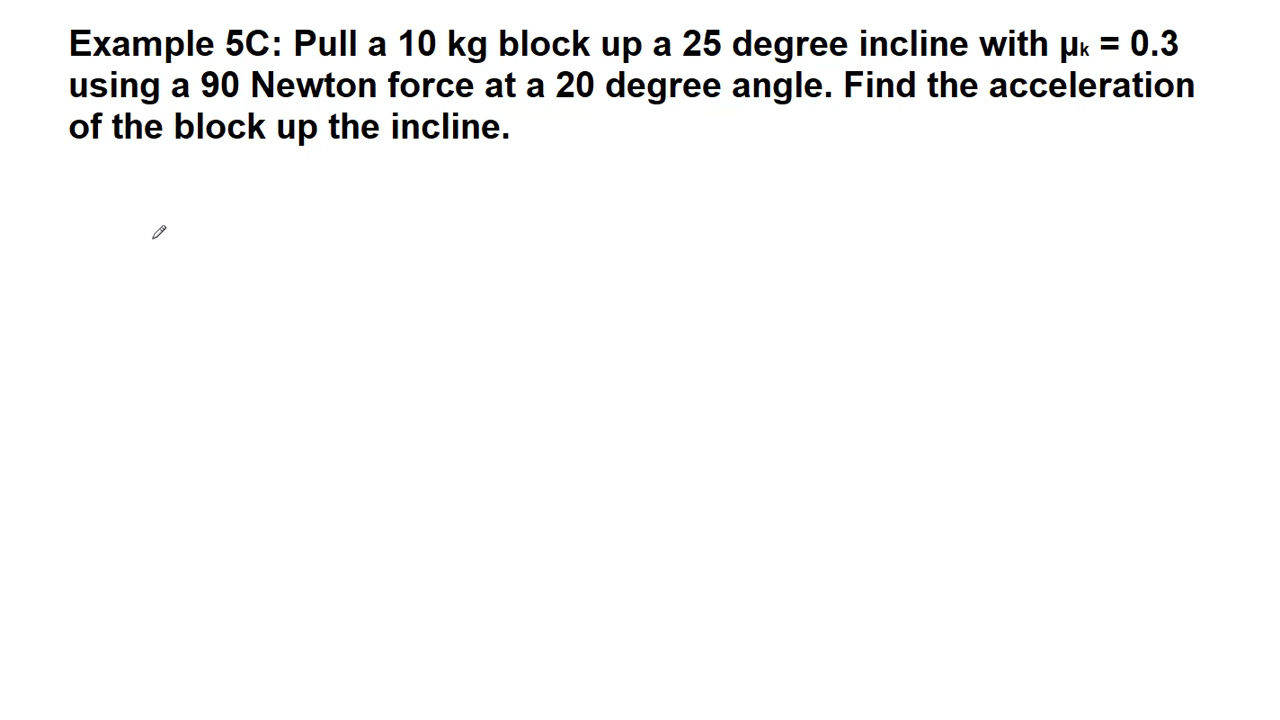 Example 5C: Pull a 10 kg block up a 25 degree incline with μₖ = 0.3
using a 90 Newton force at a 20 degree angle. Find the acceleration
of the block up the incline.